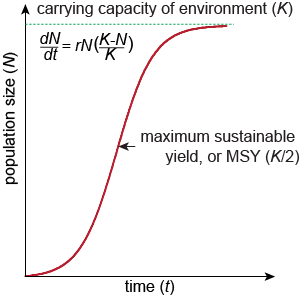 carrying capacity of environment (K)
dN/dt = rN(K-N/K)
population size (N)
maximum sustainable
yield, or MSY (K/2)
time (t)